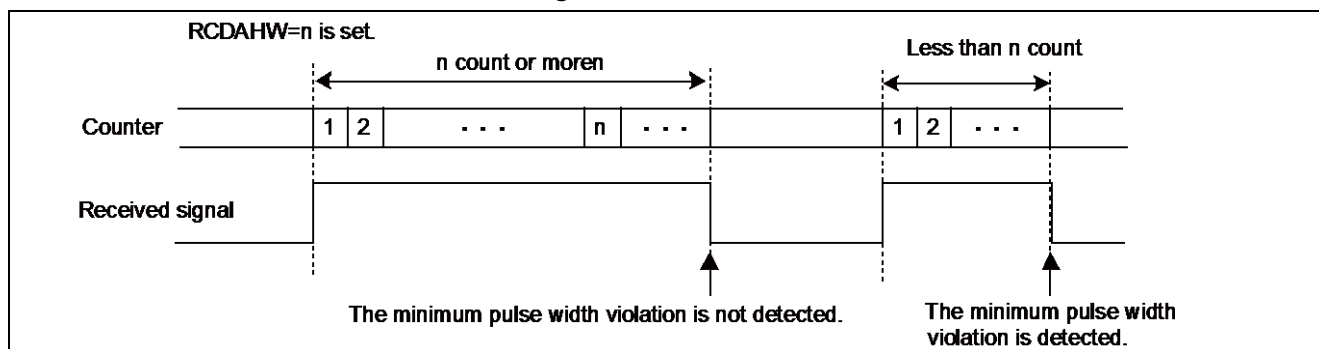 RCDAHW=n is set.
n count or moren
Less than n count
Counter
1 2 · · · n · · · 1 2 · · ·
Received signal
The minimum pulse width violation is not detected.
The minimum pulse width
violation is detected.